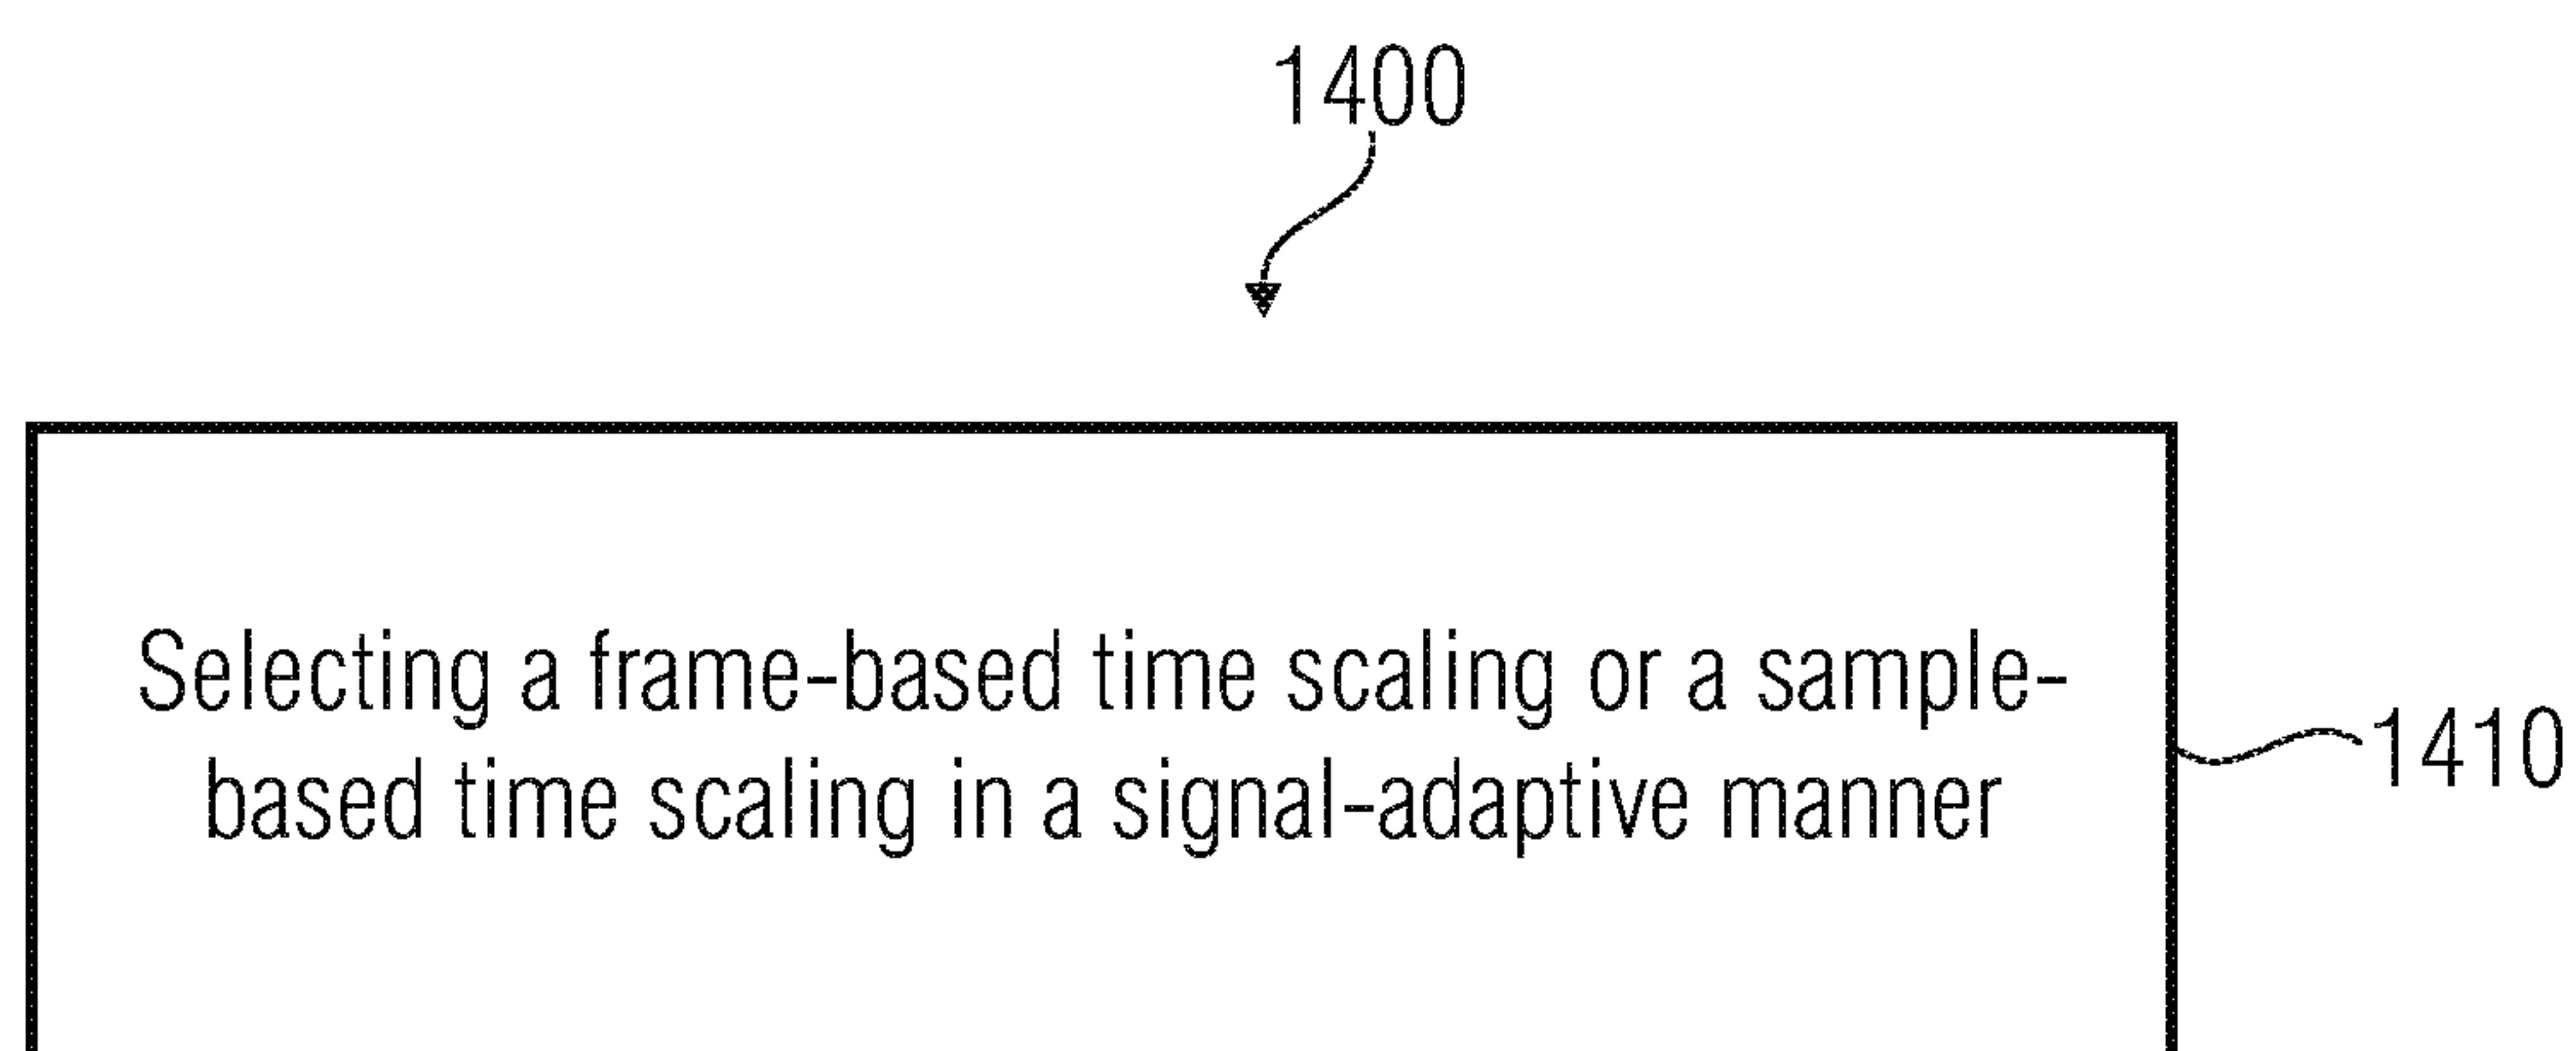 1400
Selecting a frame-based time scaling or a sample-
based time scaling in a signal-adaptive manner
1410